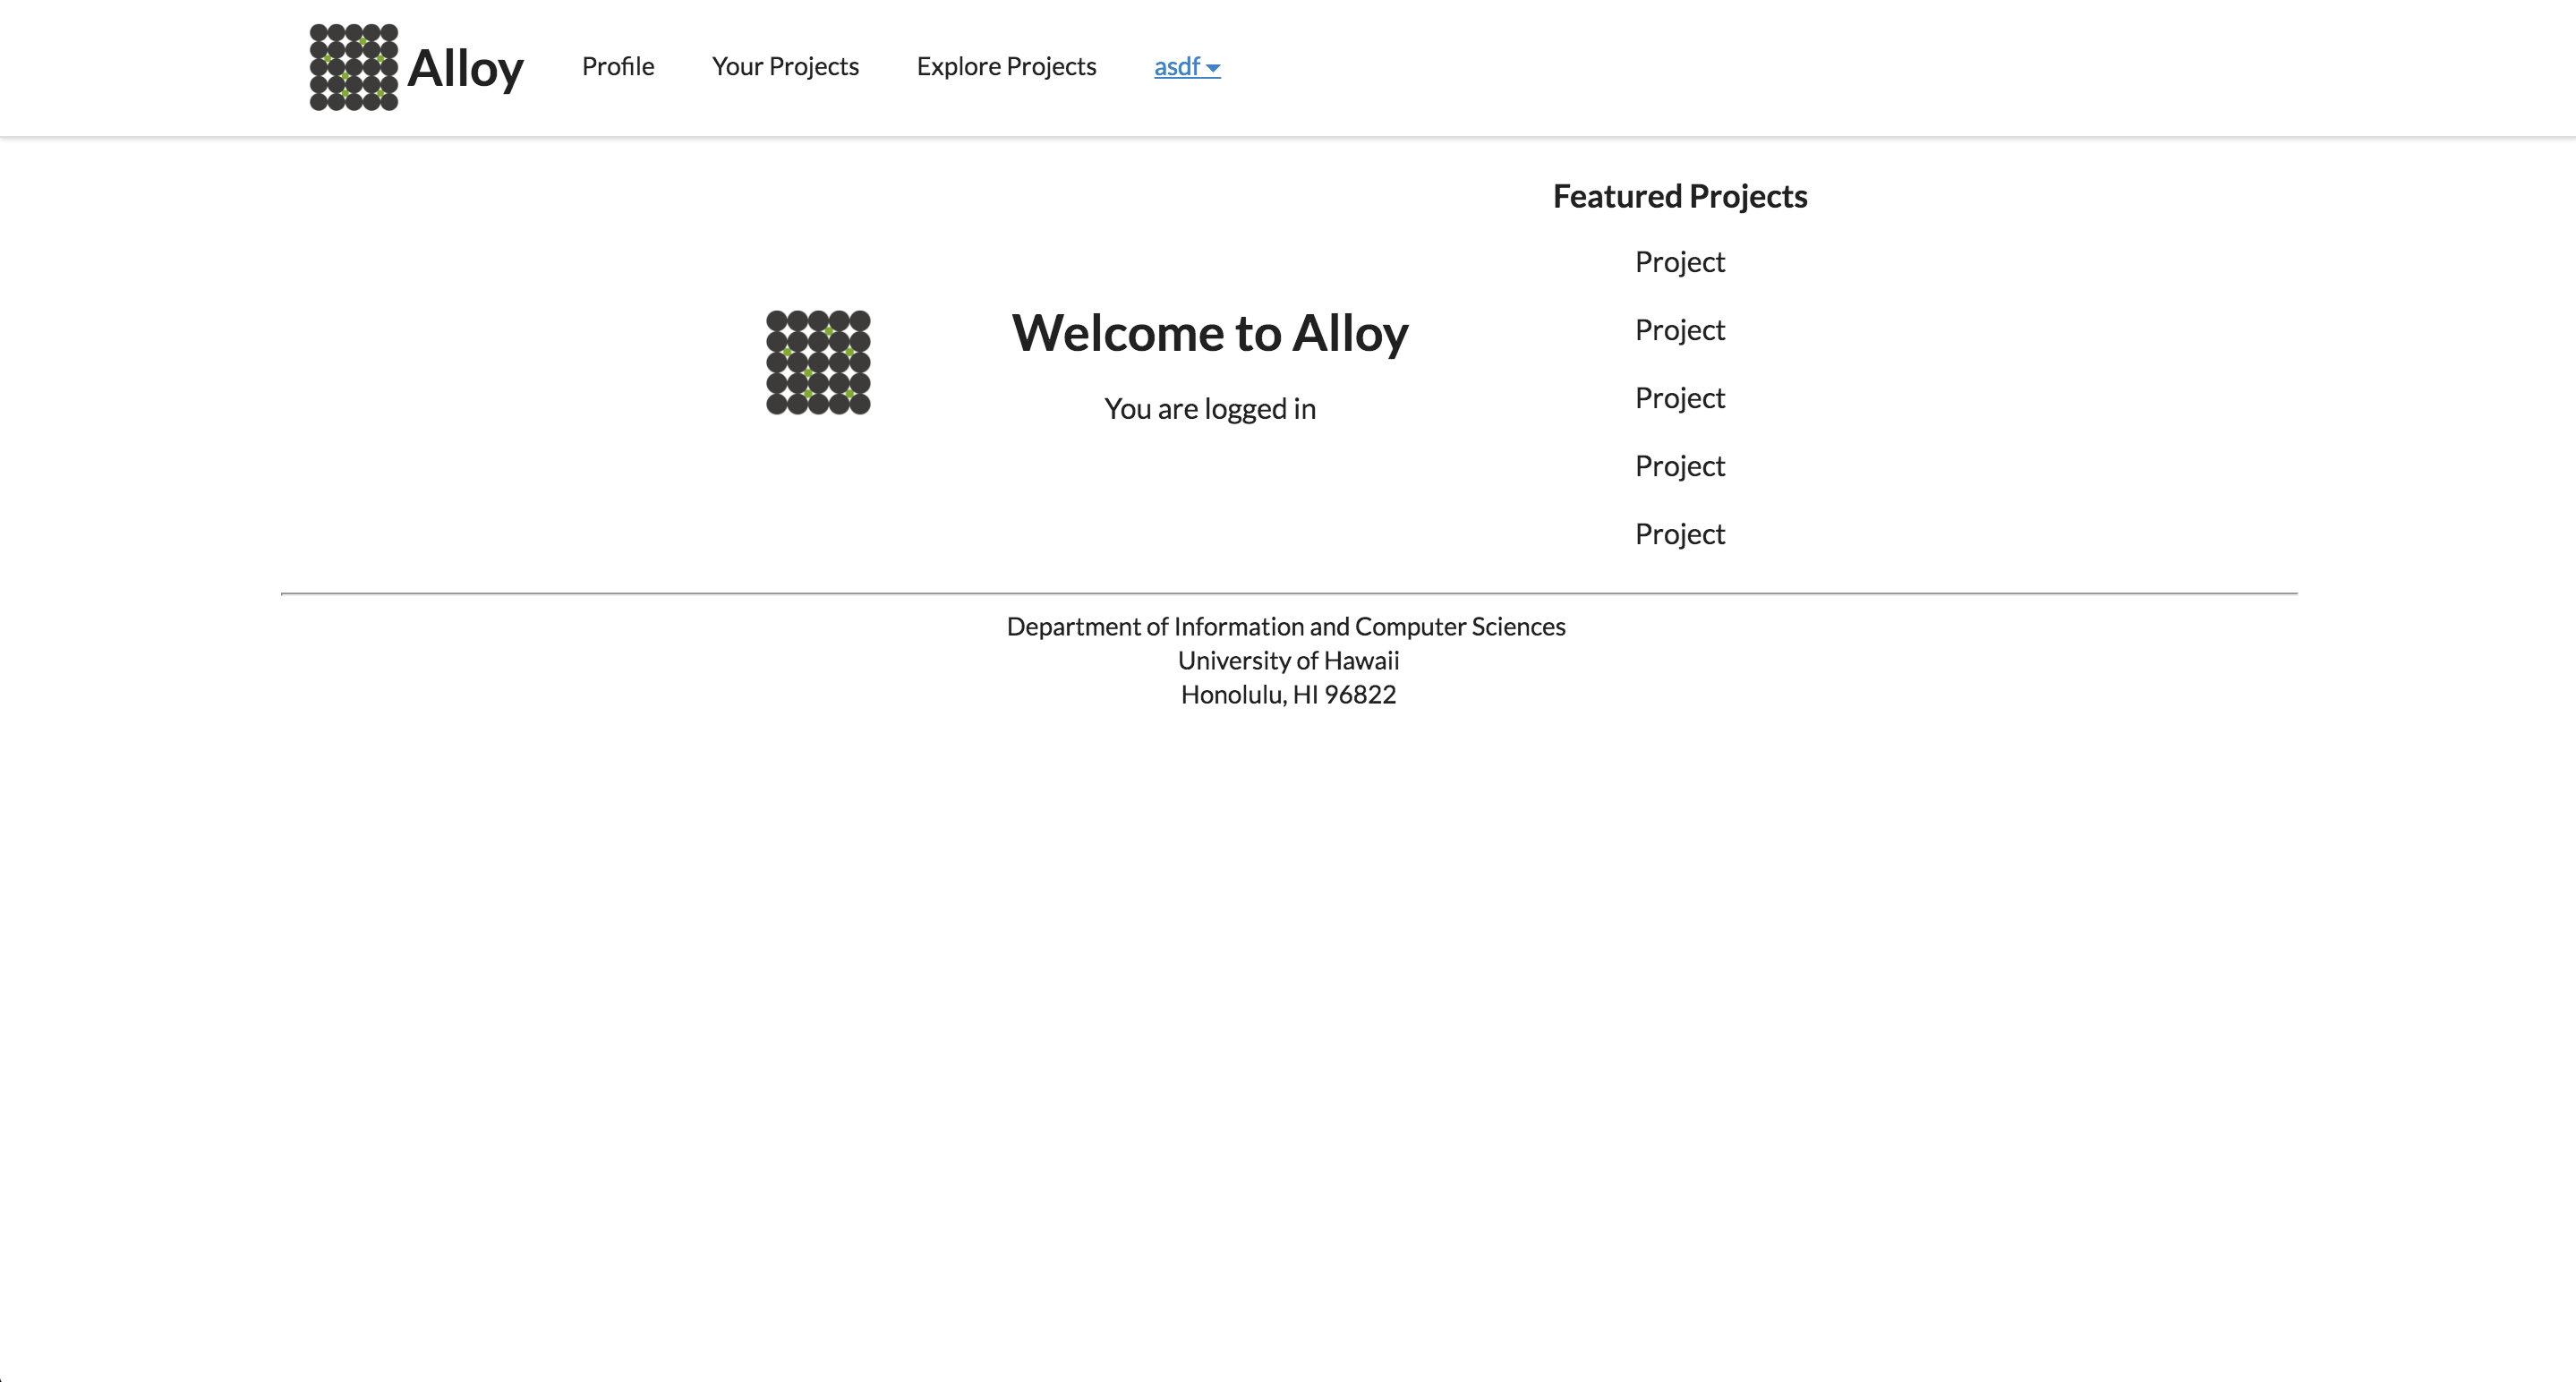 Alloy
Profile
Your Projects
Explore Projects
asdf
Welcome to Alloy
You are logged in
Featured Projects
Project
Project
Project
Project
Project
Department of Information and Computer Sciences
University of Hawaii
Honolulu, HI 96822